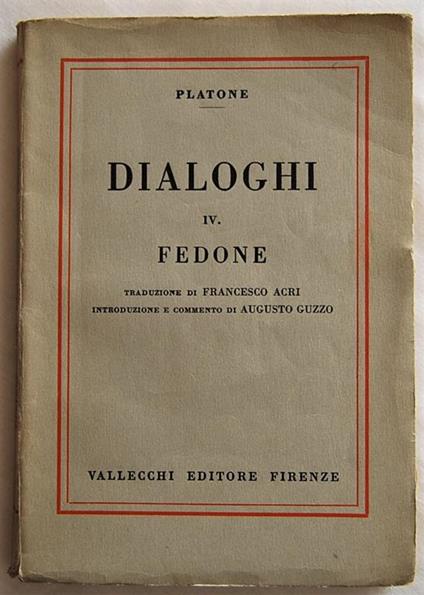 PLATONE
DIALOGHI
IV.
FEDONE
TRADUZIONE DI FRANCESCO ACRI
INTRODUZIONE E COMMENTO DI AUGUSTO GUZZO
VALLECCHI EDITORE FIRENZE